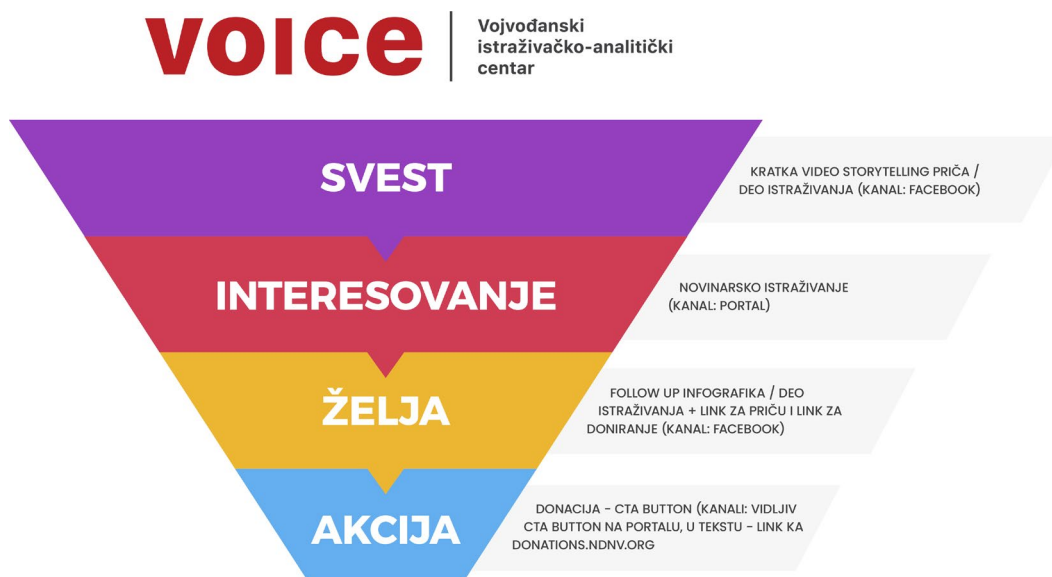 VOICE
Vojvođanski
istraživačko-analitički
centar
SVEST
KRATKA VIDEO STORYTELLING PRIČA /
DEO ISTRAŽIVANJA (KANAL: FACEBOOK)
INTERESOVANJE
NOVINARSKO ISTRAŽIVANJE
(KANAL: PORTAL)
ŽELJA
FOLLOW UP INFOGRAFIKA / DEO
ISTRAŽIVANJA + LINK ZA PRIČU I LINK ZA
DONIRANJE (KANAL: FACEBOOK)
AKCIJA
DONACIJA - CTA BUTTON (KANALI: VIDLJIV
CTA BUTTON NA PORTALU, U TEKSTU - LINK KA
DONATIONS.NDNV.ORG